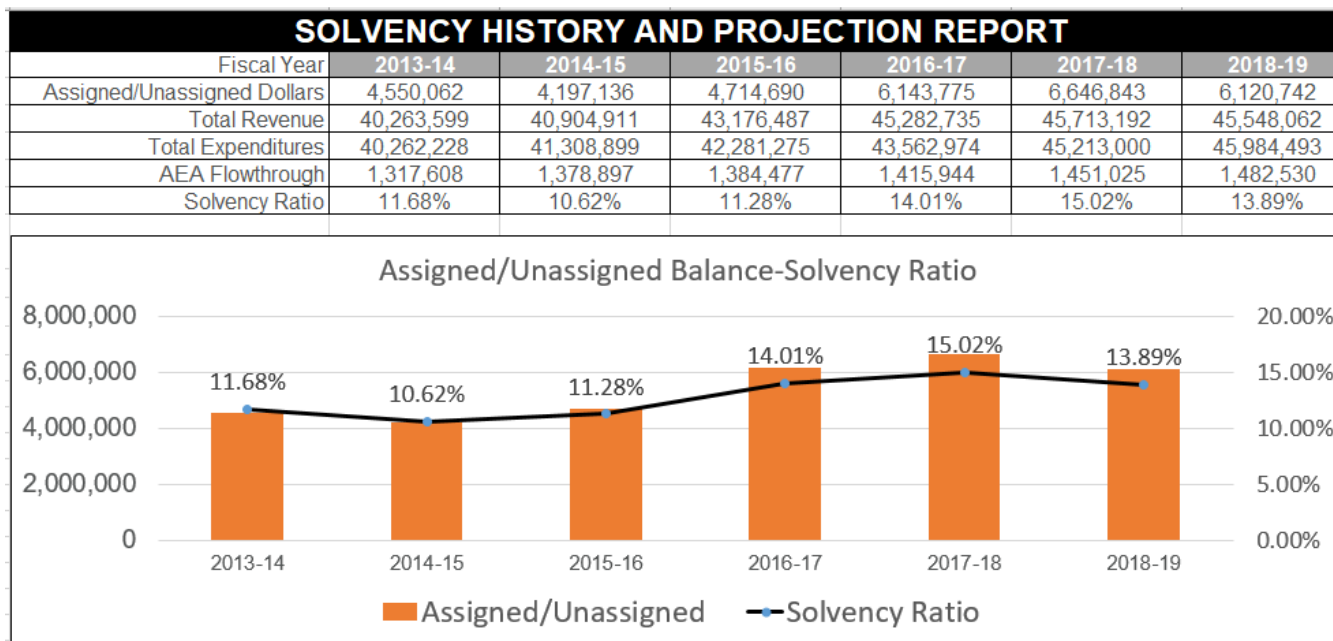 SOLVENCY HISTORY AND PROJECTION REPORT
Fiscal Year 2013-14 2014-15 2015-16 2016-17 2017-18 2018-19
Assigned/Unassigned Dollars 4,550,062 4,197,136 4,714,690 6,143,775 6,646,843 6,120,742
Total Revenue 40,263,599 40,904,911 43,176,487 45,282,735 45,713,192 45,548,062
Total Expenditures 40,262,228 41,308,899 42,281,275 43,562,974 45,213,000 45,984,493
AEA Flowthrough 1,317,608 1,378,897 1,384,477 1,415,944 1,451,025 1,482,530
Solvency Ratio 11.68% 10.62% 11.28% 14.01% 15.02% 13.89%
Assigned/Unassigned Balance-Solvency Ratio
8,000,000 20.00%
14.01% 15.02% 13.89%
6,000,000 11.68% 10.62% 11.28% 15.00%
4,000,000 10.00%
2,000,000 5.00%
0 0.00%
2013-14 2014-15 2015-16 2016-17 2017-18 2018-19
Assigned/Unassigned Solvency Ratio